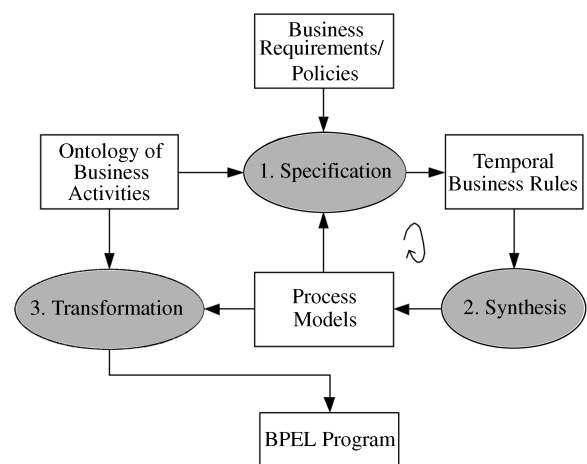 Business
Requirements/
Policies
Ontology of
Business
Activities
1. Specification
Temporal
Business Rules
3. Transformation
Process
Models
2. Synthesis
BPEL Program